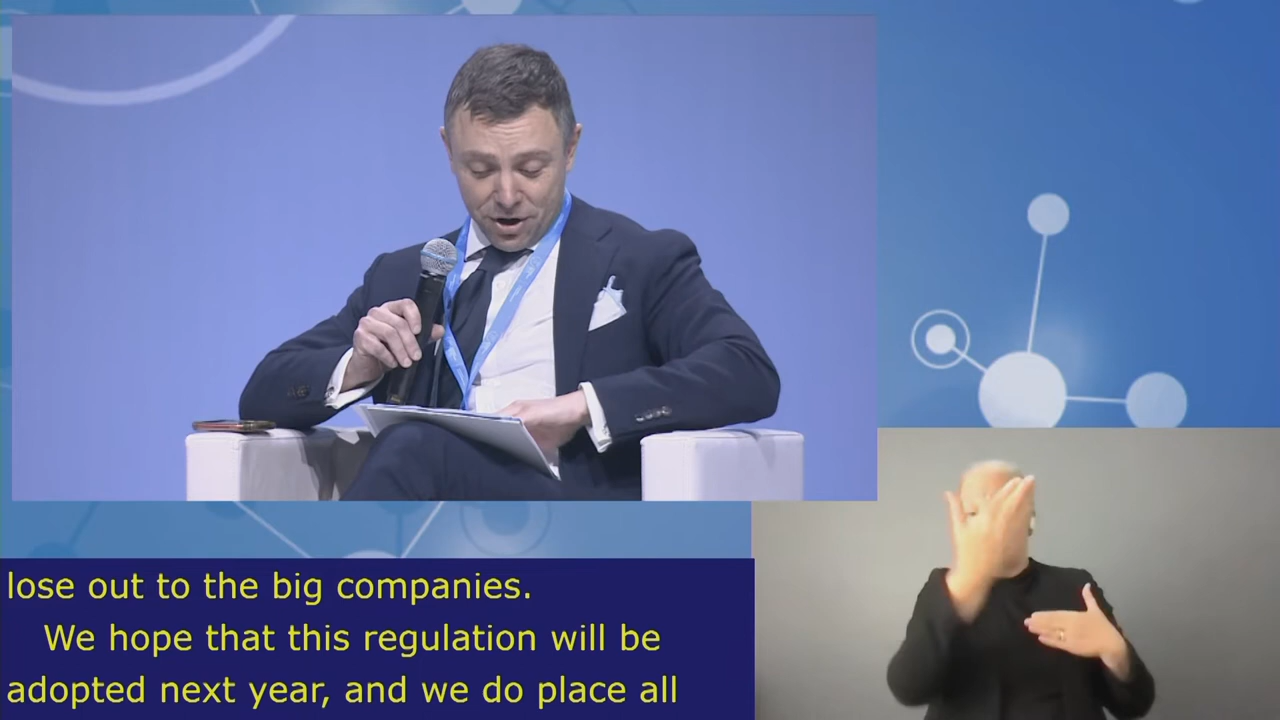 lose out to the big companies.
We hope that this regulation will be
adopted next year, and we do place all